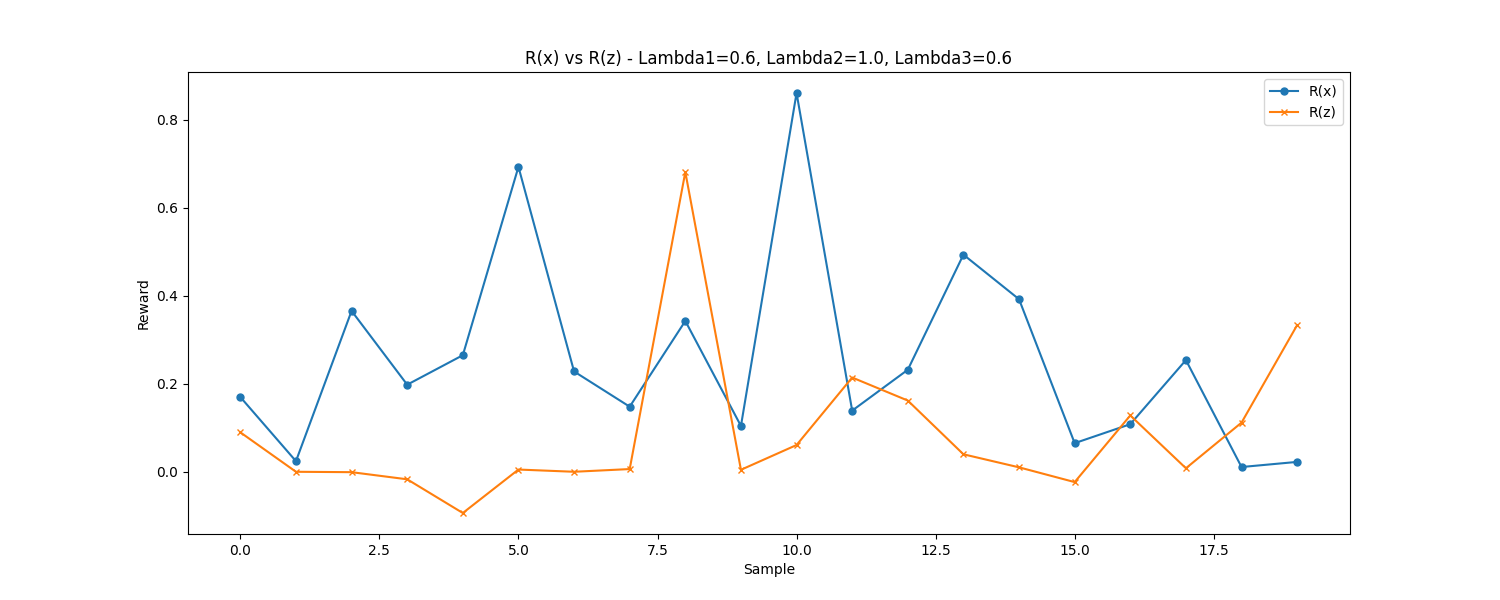 R(x) vs R(z) - Lambda1=0.6, Lambda2=1.0, Lambda3=0.6
R(x)
R(z)
0.8
0.6
0.4
0.2
0.0
Reward
0.0 2.5 5.0 7.5 10.0 12.5 15.0 17.5
Sample